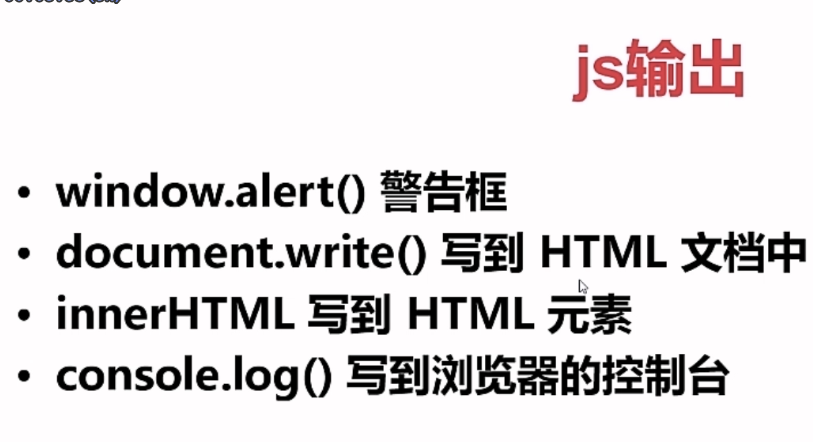 js输出
• window.alert() 警告框
• document.write() 写到 HTML 文档中
• innerHTML 写到 HTML 元素
• console.log() 写到浏览器的控制台